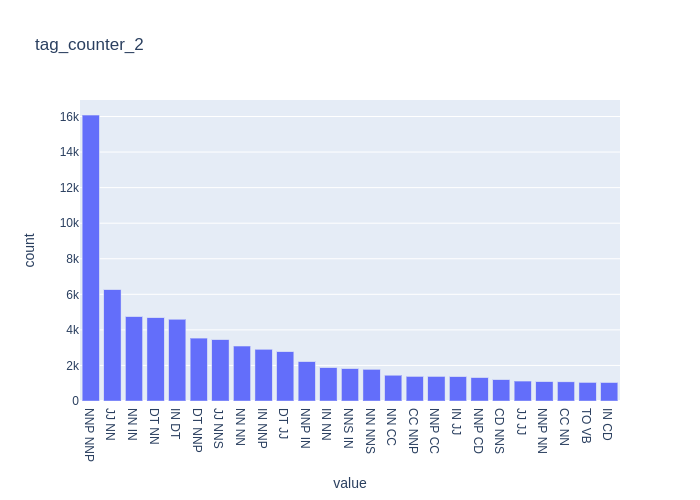 tag_counter_2
16k
14k
12k
10k
8k
6k
4k
2k
0
count
NNP NNP
JJ NN
NN IN
DT NN
IN DT
DT NNP
JJ NNS
NN NN
IN NNP
DT JJ
NNP IN
IN NN
NNS IN
NN NNS
NN CC
CC NNP
NNP CC
IN JJ
NNP CD
CD NNS
JJ JJ
NNP NN
CC NN
TO VB
IN CD
value